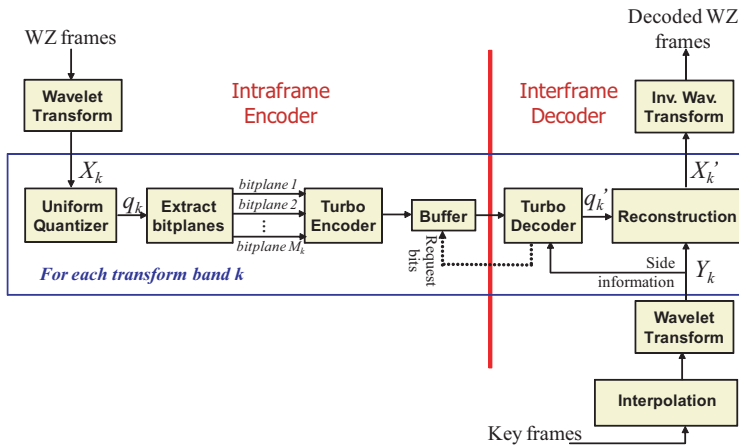 WZ frames
Decoded WZ
frames
Wavelet
Transform
Intraframe
Encoder
Interframe
Decoder
Inv. Wav.
Transform
X_k
X_k'
Uniform
Quantizer
q_k
Extract
bitplanes
bitplane 1
bitplane 2
⋮
bitplane M_k
Turbo
Encoder
Buffer
Turbo
Decoder
q_k'
Reconstruction
Request
bits
For each transform band k
Side
information
Y_k
Wavelet
Transform
Interpolation
Key frames